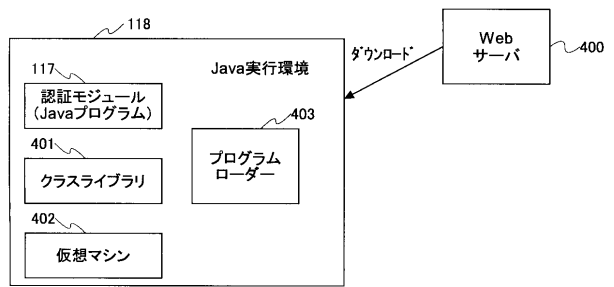 118
Java実行環境
117
認証モジュール
(Javaプログラム)
401
クラスライブラリ
402
仮想マシン
403
プログラム
ローダー
ﾀﾞｳﾝﾛｰﾄﾞ
Web
サーバ
400